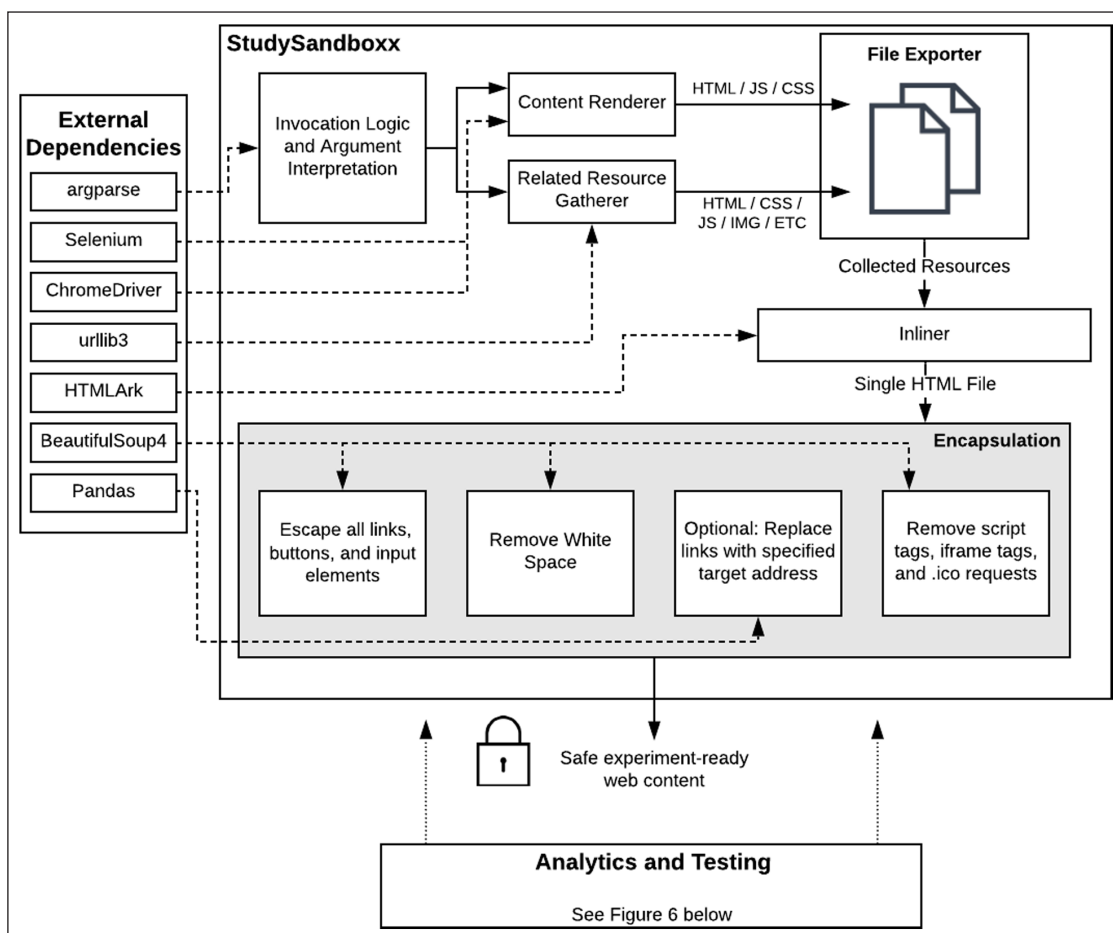 StudySandboxx
File Exporter
External
Dependencies
argparse
Selenium
ChromeDriver
urllib3
HTMLArk
BeautifulSoup4
Pandas
Invocation Logic
and Argument
Interpretation
Content Renderer
Related Resource
Gatherer
HTML / JS / CSS
HTML / CSS /
JS / IMG / ETC
Collected Resources
Inliner
Single HTML File
Encapsulation
Escape all links,
buttons, and input
elements
Remove White
Space
Optional: Replace
links with specified
target address
Remove script
tags, iframe tags,
and .ico requests
Safe experiment-ready
web content
Analytics and Testing
See Figure 6 below